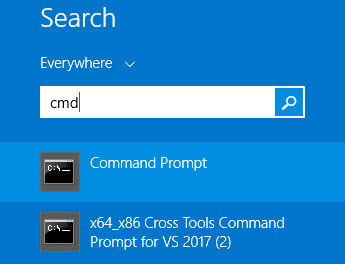 Search
Everywhere
cmd
C:\_
Command Prompt
C:\_
x64_x86 Cross Tools Command
Prompt for VS 2017 (2)